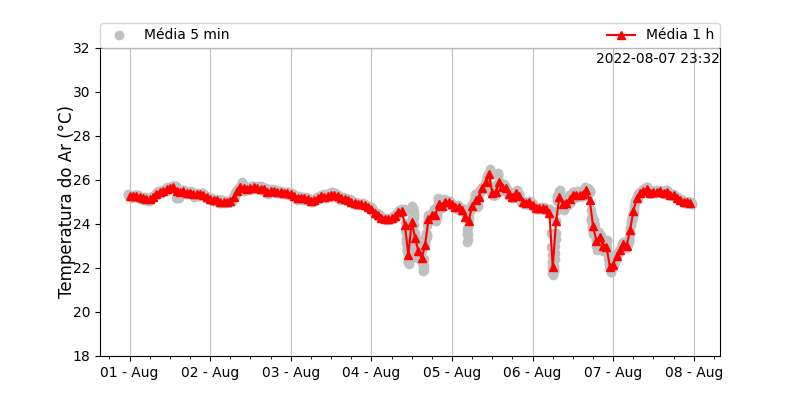 Média 5 min
Média 1 h
2022-08-07 23:32
Temperatura do Ar (°C)
32
30
28
26
24
22
20
18
01 - Aug
02 - Aug
03 - Aug
04 - Aug
05 - Aug
06 - Aug
07 - Aug
08 - Aug